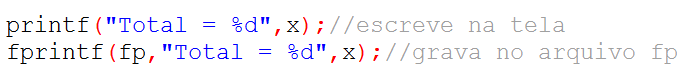 printf("Total = %d",x);//escreve na tela
fprintf(fp,"Total = %d",x);//grava no arquivo fp